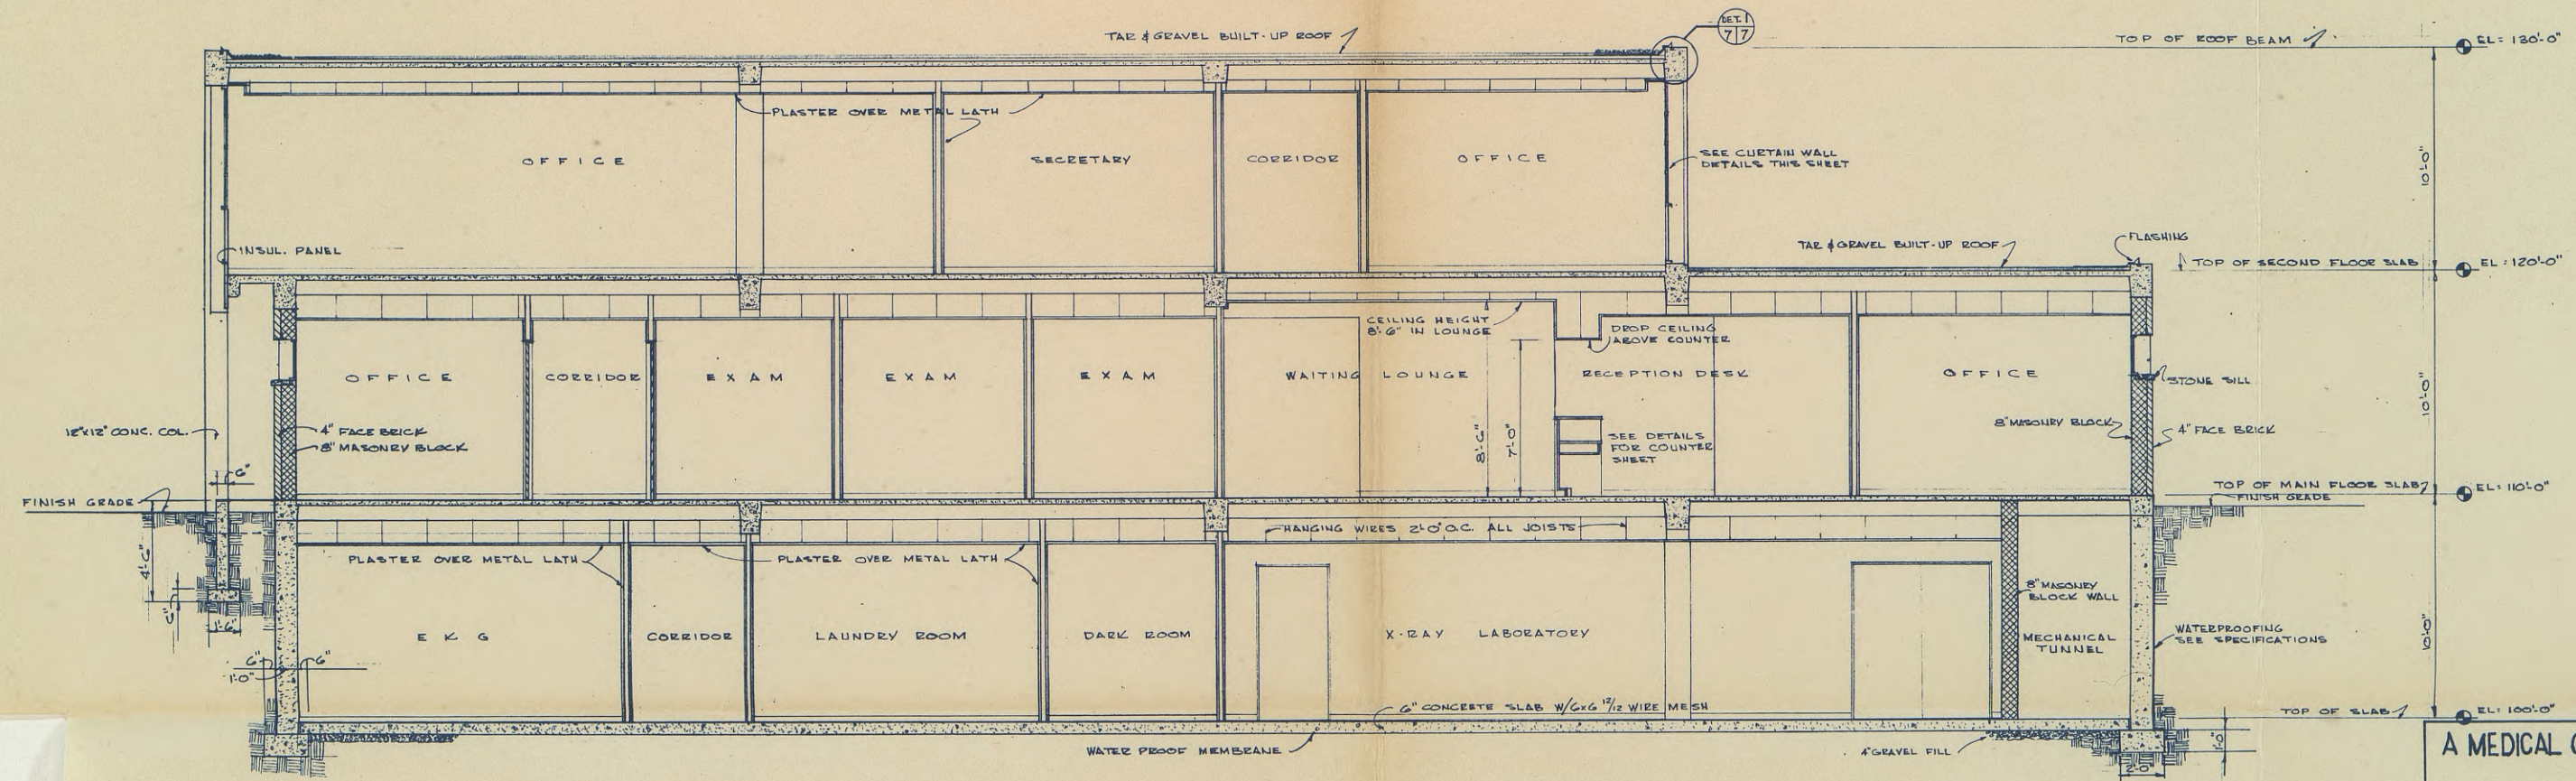 TAR & GRAVEL BUILT-UP ROOF
DET. 1
7 7
TOP OF ROOF BEAM
EL = 130'-0"
PLASTER OVER METAL LATH
OFFICE
SECRETARY
CORRIDOR
OFFICE
SEE CURTAIN WALL
DETAILS THIS SHEET
10'-0"
INSUL. PANEL
TAR & GRAVEL BUILT-UP ROOF
FLASHING
TOP OF SECOND FLOOR SLAB
EL = 120'-0"
CEILING HEIGHT
8'-6" IN LOUNGE
DROP CEILING
ABOVE COUNTER
OFFICE
CORRIDOR
EXAM
EXAM
EXAM
WAITING LOUNGE
RECEPTION DESK
OFFICE
STONE SILL
10'-0"
12"x12" CONC. COL.
4" FACE BRICK
8" MASONRY BLOCK
8'-6"
7'-0"
SEE DETAILS
FOR COUNTER
SHEET
8" MASONRY BLOCK
4" FACE BRICK
6"
FINISH GRADE
TOP OF MAIN FLOOR SLAB
EL = 110'-0"
FINISH GRADE
HANGING WIRES 2'-0" O.C. ALL JOISTS
4'-6"
PLASTER OVER METAL LATH
PLASTER OVER METAL LATH
6"
1'-6"
8" MASONRY
BLOCK WALL
EKG
CORRIDOR
LAUNDRY ROOM
DARK ROOM
X-RAY LABORATORY
MECHANICAL
TUNNEL
WATERPROOFING
SEE SPECIFICATIONS
10'-0"
6"
6"
1'-0"
6" CONCRETE SLAB W/6x6 12/12 WIRE MESH
TOP OF SLAB
EL = 100'-0"
WATER PROOF MEMBRANE
4" GRAVEL FILL
1'-0"
2'-0"
A MEDICAL